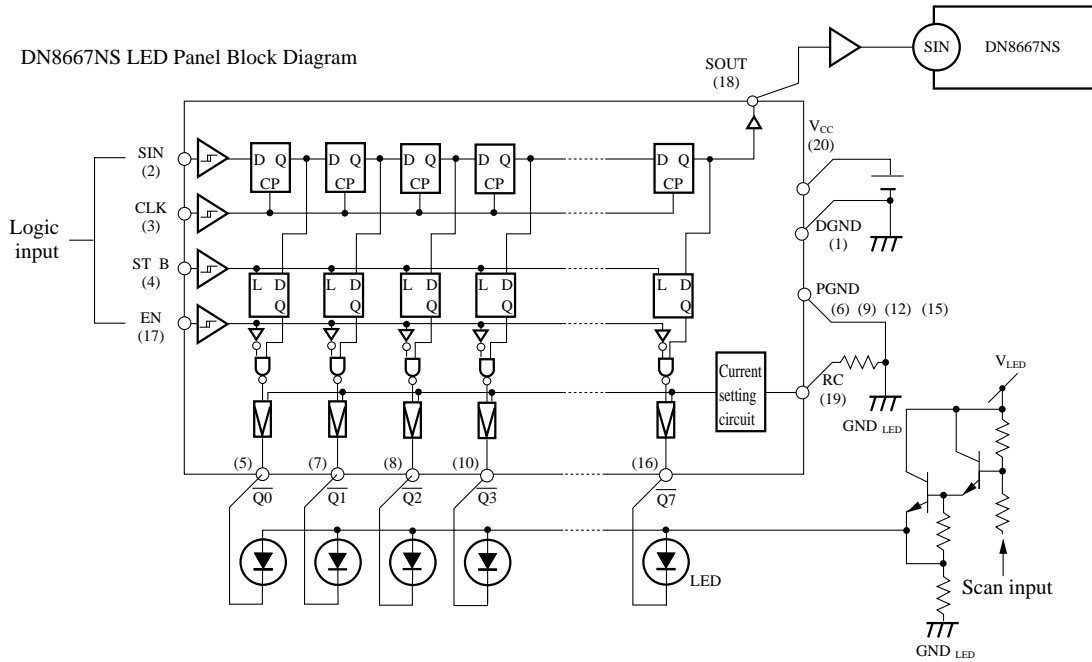 DN8667NS LED Panel Block Diagram
SOUT
(18)
SIN
DN8667NS
Logic
input
SIN
(2)
CLK
(3)
ST B
(4)
EN
(17)
D Q
CP
D Q
CP
D Q
CP
D Q
CP
D Q
CP
L D
Q
L D
Q
L D
Q
L D
Q
L D
Q
VCC
(20)
DGND
(1)
PGND
(6) (9) (12) (15)
Current
setting
circuit
RC
(19)
GND LED
VLED
(5)
(7)
(8)
(10)
(16)
Q0
Q1
Q2
Q3
Q7
LED
Scan input
GND LED